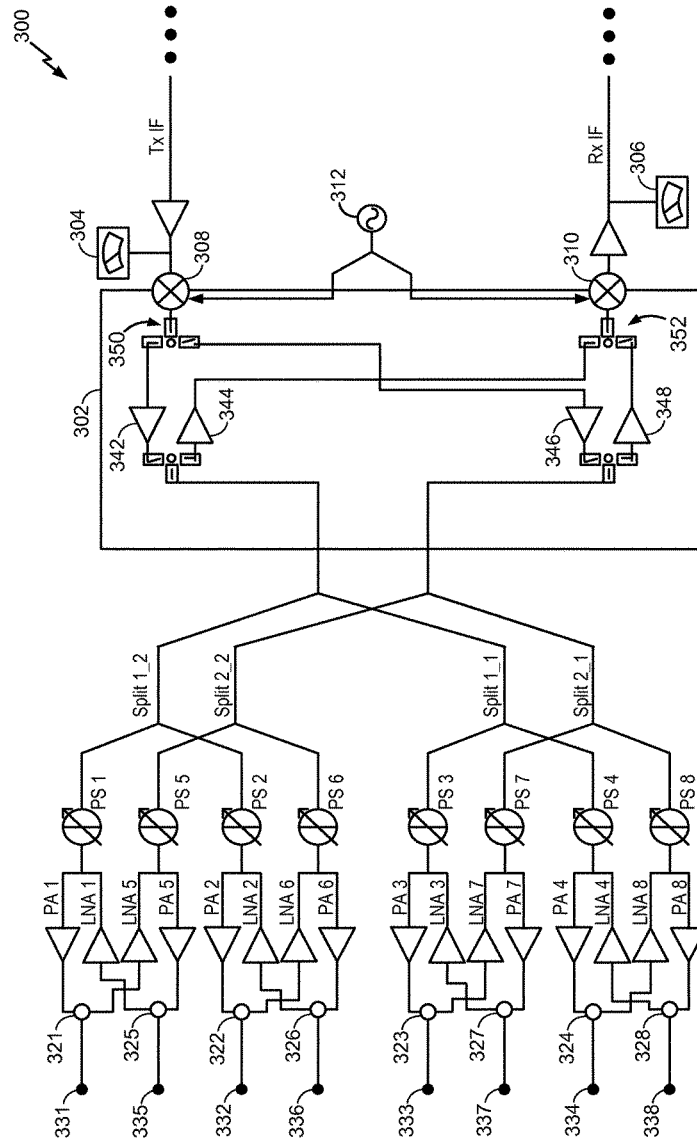 300
Tx IF
304
308
312
Rx IF
306
310
350
352
302
342
344
346
348
Split 1_2
Split 2_2
Split 1_1
Split 2_1
PS 1
PS 5
PS 2
PS 6
PS 3
PS 7
PS 4
PS 8
PA 1
LNA 1
LNA 5
PA 5
PA 2
LNA 2
LNA 6
PA 6
PA 3
LNA 3
LNA 7
PA 7
PA 4
LNA 4
LNA 8
PA 8
321
325
322
326
323
327
324
328
331
335
332
336
333
337
334
338